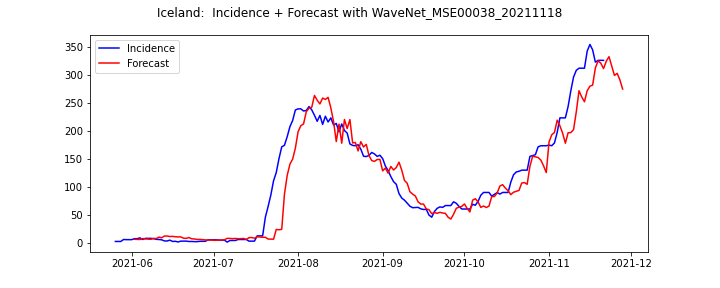 Iceland:  Incidence + Forecast with WaveNet_MSE00038_20211118
Incidence
Forecast
350
300
250
200
150
100
50
0
2021-06 2021-07 2021-08 2021-09 2021-10 2021-11 2021-12